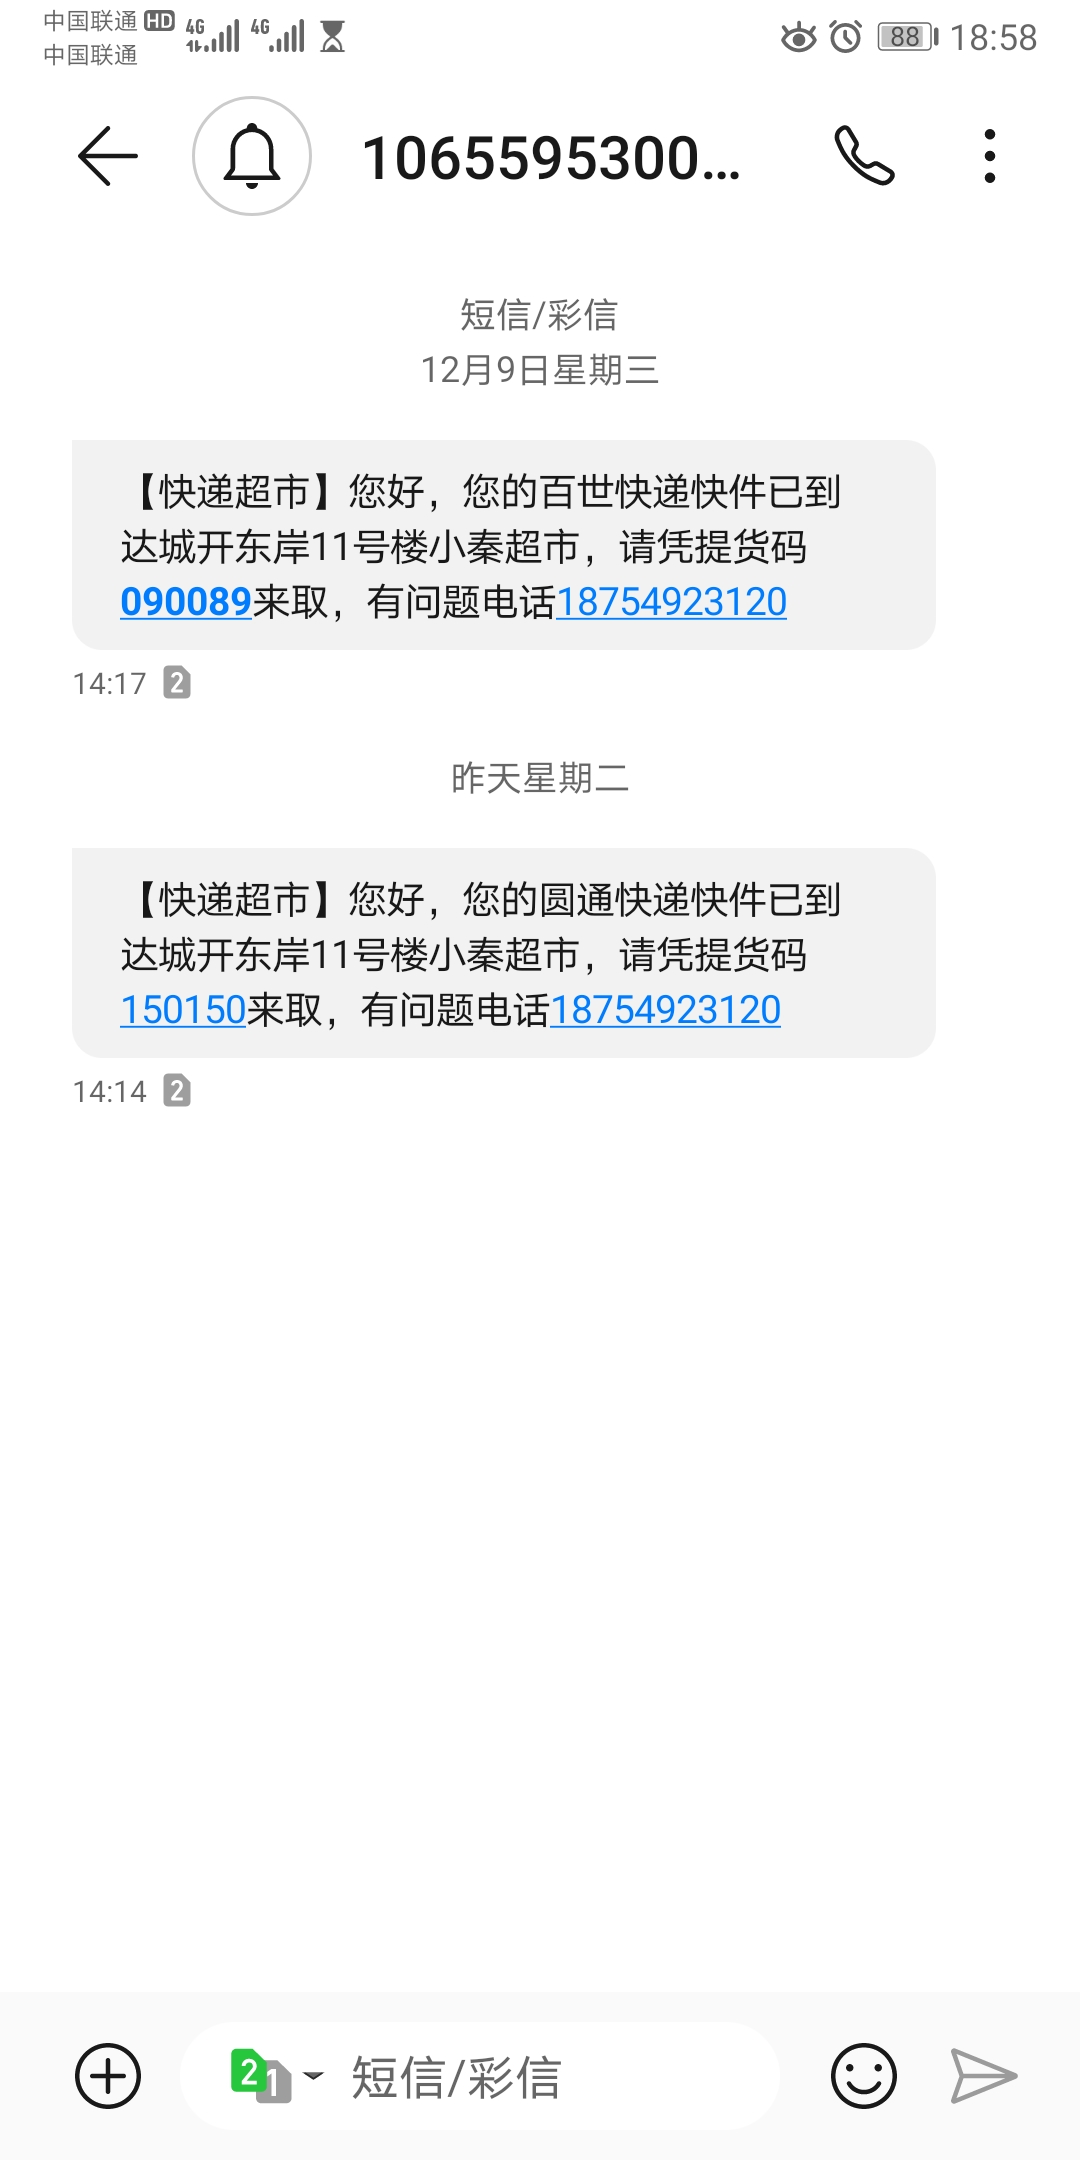 中国联通 HD 4G 4G 88 18:58
中国联通
1065595300...
短信/彩信
12月9日星期三
【快递超市】您好，您的百世快递快件已到
达城开东岸11号楼小秦超市，请凭提货码
090089来取，有问题电话18754923120
14:17 2
昨天星期二
【快递超市】您好，您的圆通快递快件已到
达城开东岸11号楼小秦超市，请凭提货码
150150来取，有问题电话18754923120
14:14 2
2 1 短信/彩信